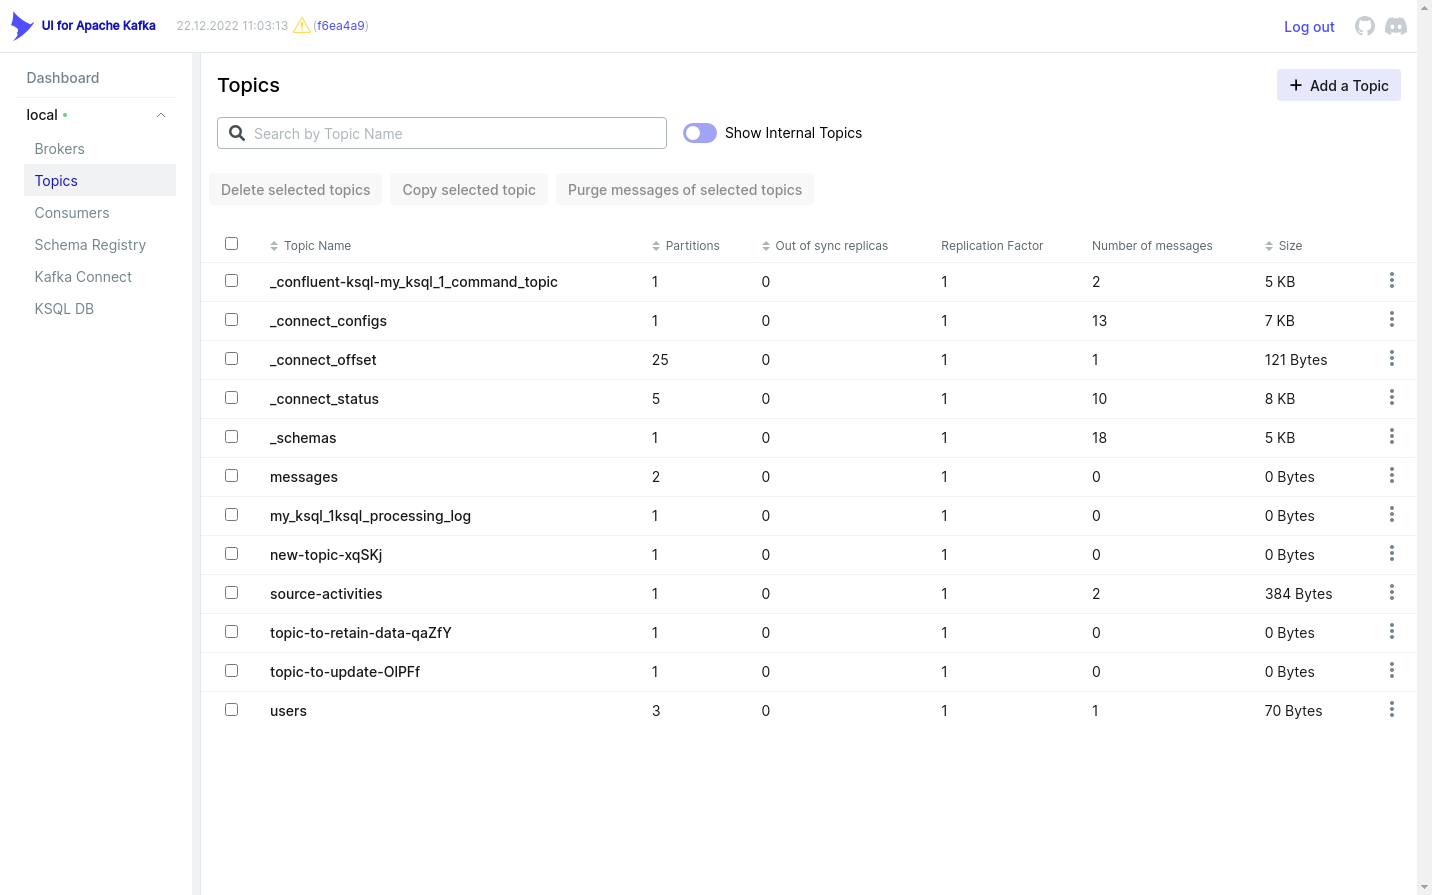 UI for Apache Kafka 22.12.2022 11:03:13 (f6ea4a9) Log out
Dashboard
local
Brokers
Topics
Consumers
Schema Registry
Kafka Connect
KSQL DB
Topics
Add a Topic
Search by Topic Name Show Internal Topics
Delete selected topics Copy selected topic Purge messages of selected topics
Topic Name Partitions Out of sync replicas Replication Factor Number of messages Size
_confluent-ksql-my_ksql_1_command_topic 1 0 1 2 5 KB
_connect_configs 1 0 1 13 7 KB
_connect_offset 25 0 1 1 121 Bytes
_connect_status 5 0 1 10 8 KB
_schemas 1 0 1 18 5 KB
messages 2 0 1 0 0 Bytes
my_ksql_1ksql_processing_log 1 0 1 0 0 Bytes
new-topic-xqSKj 1 0 1 0 0 Bytes
source-activities 1 0 1 2 384 Bytes
topic-to-retain-data-qaZfY 1 0 1 0 0 Bytes
topic-to-update-OlPFf 1 0 1 0 0 Bytes
users 3 0 1 1 70 Bytes